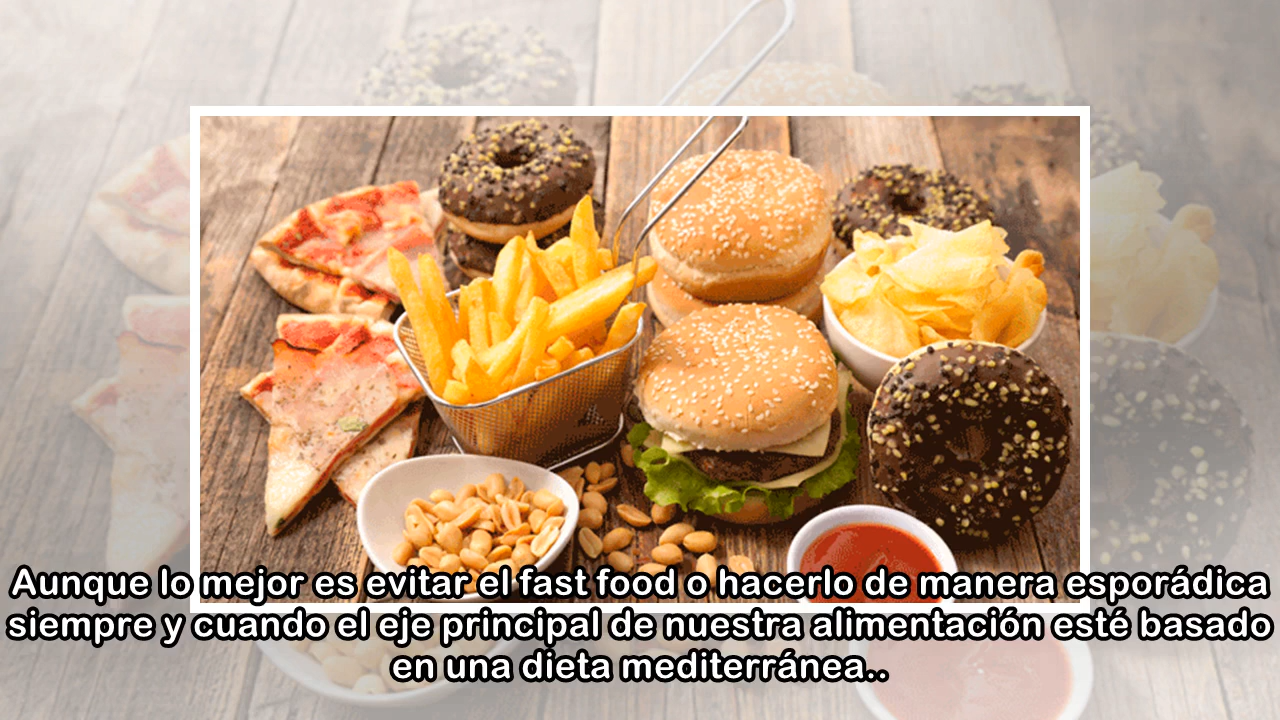 Aunque lo mejor es evitar el fast food o hacerlo de manera esporádica
siempre y cuando el eje principal de nuestra alimentación esté basado
en una dieta mediterránea..